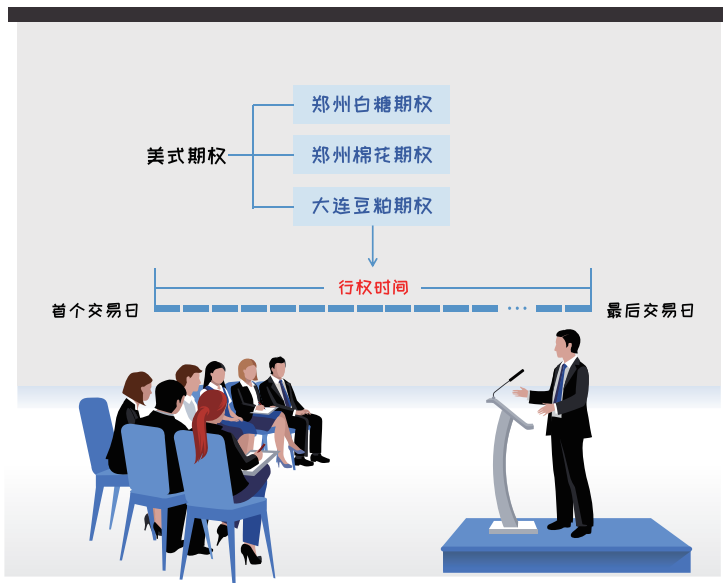 郑州白糖期权
美式期权
郑州棉花期权
大连豆粕期权
行权时间
首个交易日
···
最后交易日